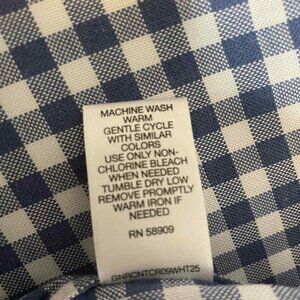 MACHINE WASH
WARM
GENTLE CYCLE
WITH SIMILAR
COLORS
USE ONLY NON-
CHLORINE BLEACH
WHEN NEEDED
TUMBLE DRY LOW
REMOVE PROMPTLY
WARM IRON IF
NEEDED
RN 58909
GNRCNTCR09WHT25